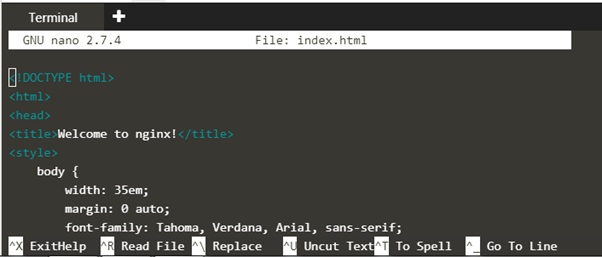 Terminal +
GNU nano 2.7.4 File: index.html
<!DOCTYPE html>
<html>
<head>
<title>Welcome to nginx!</title>
<style>
body {
width: 35em;
margin: 0 auto;
font-family: Tahoma, Verdana, Arial, sans-serif;
^X ExitHelp ^R Read File ^\ Replace ^U Uncut Text^T To Spell ^_ Go To Line